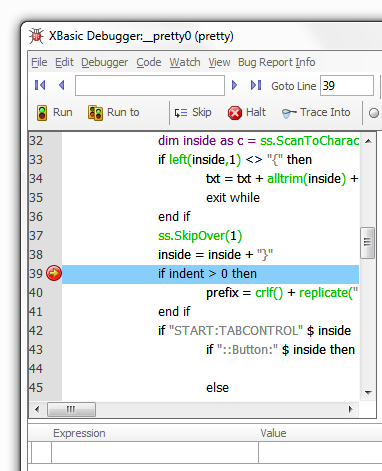 XBasic Debugger:__pretty0 (pretty)
File Edit Debugger Code Watch View Bug Report Info
Goto Line 39
Run Run to Skip Halt Trace Into
32 dim inside as c = ss.ScanToCharac
33 if left(inside,1) <> "{" then
34 txt = txt + alltrim(inside) +
35 exit while
36 end if
37 ss.SkipOver(1)
38 inside = inside + "}"
39 if indent > 0 then
40 prefix = crlf() + replicate("
41 end if
42 if "START:TABCONTROL" $ inside
43 if "::Button:" $ inside then
44
45 else
Expression Value